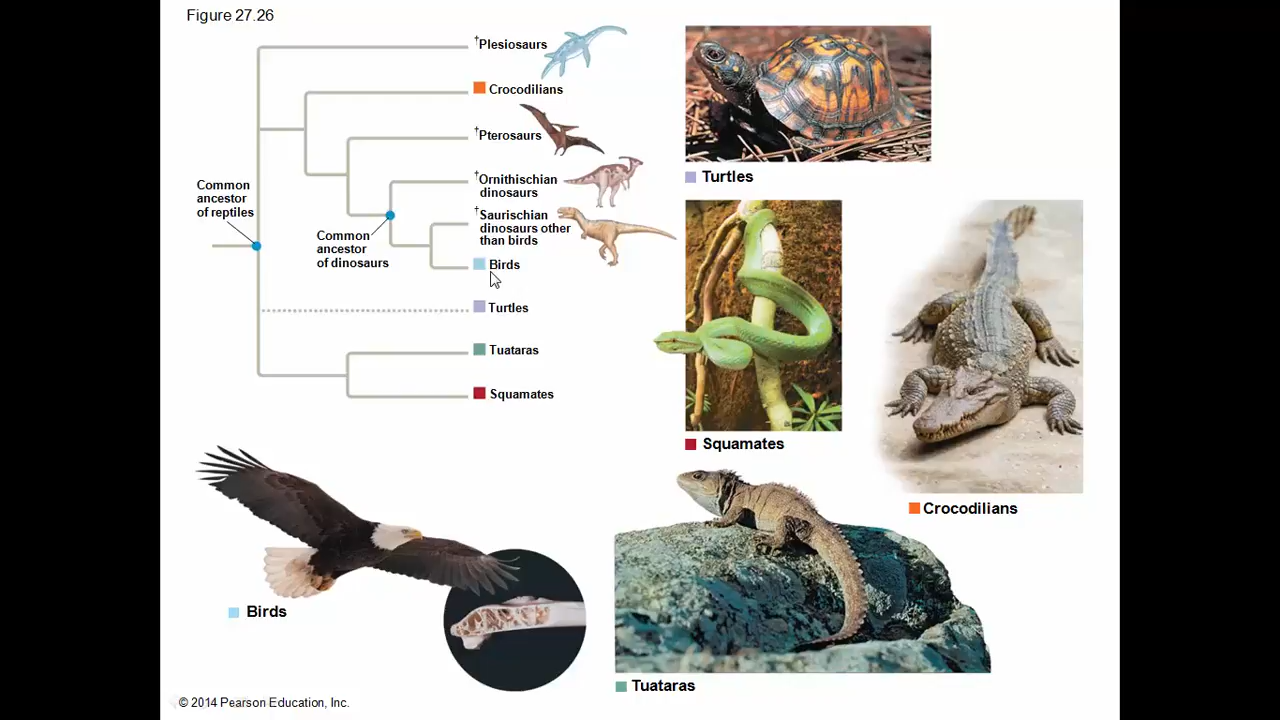 Figure 27.26
†Plesiosaurs
Crocodilians
†Pterosaurs
†Ornithischian
dinosaurs
Common
ancestor
of reptiles
†Saurischian
dinosaurs other
than birds
Common
ancestor
of dinosaurs
Birds
Turtles
Tuataras
Squamates
Turtles
Squamates
Crocodilians
Birds
Tuataras
© 2014 Pearson Education, Inc.